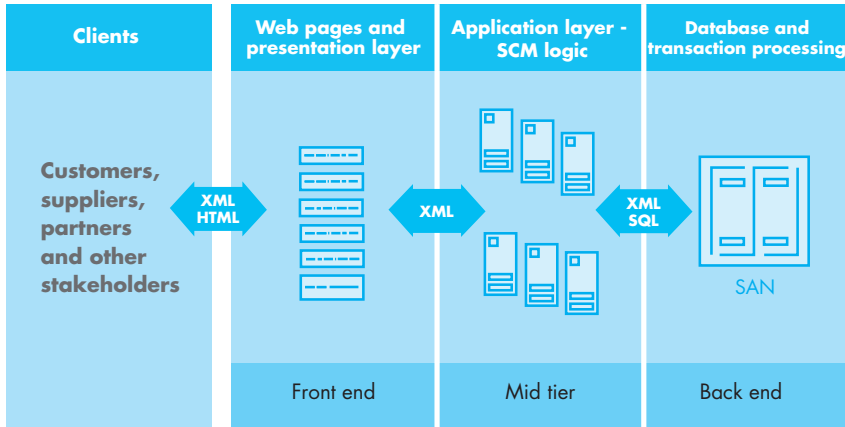 Clients
Web pages and
presentation layer
Application layer -
SCM logic
Database and
transaction processing
Customers,
suppliers,
partners
and other
stakeholders
XML
HTML
XML
XML
SQL
SAN
Front end
Mid tier
Back end